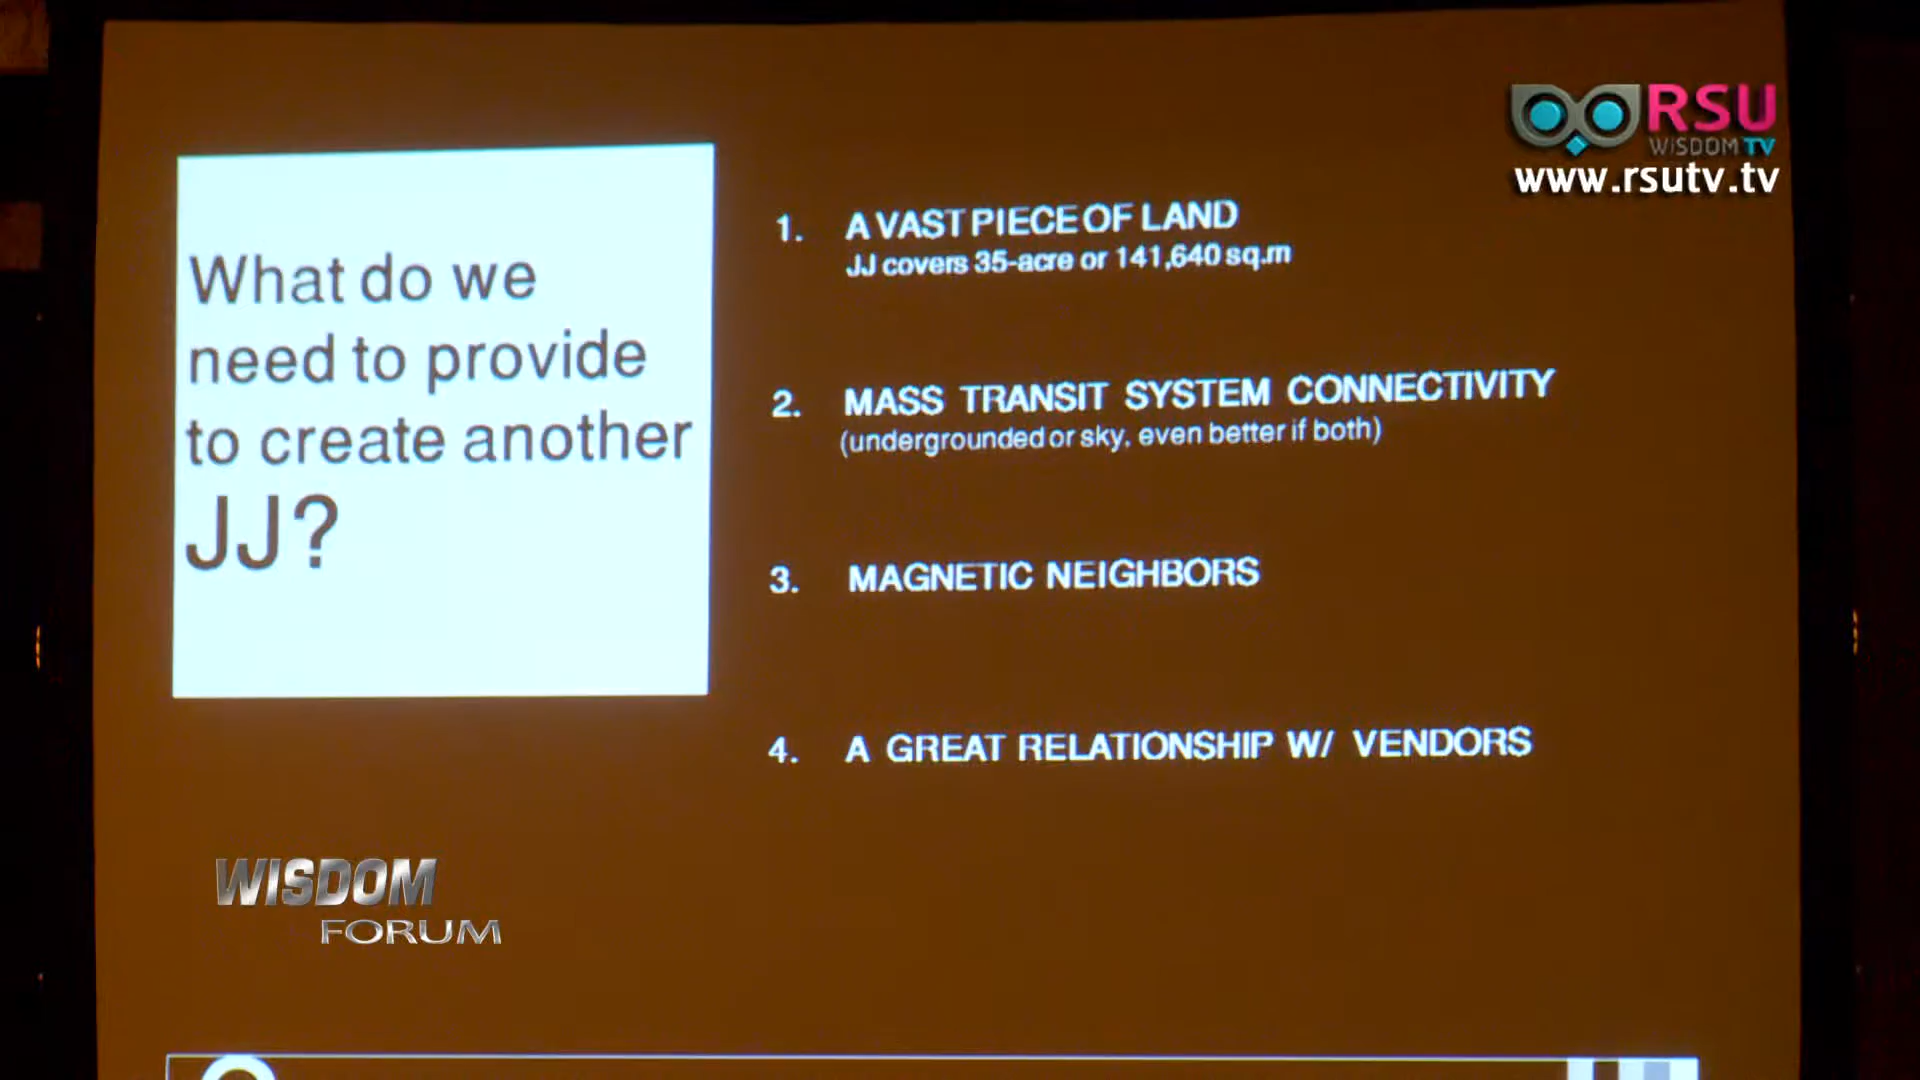 RSU
WISDOM TV
www.rsutv.tv
What do we
need to provide
to create another
JJ?
1. A VAST PIECE OF LAND
JJ covers 35-acre or 141,640 sq.m
2. MASS TRANSIT SYSTEM CONNECTIVITY
(undergrounded or sky, even better if both)
3. MAGNETIC NEIGHBORS
4. A GREAT RELATIONSHIP W/ VENDORS
WISDOM
FORUM